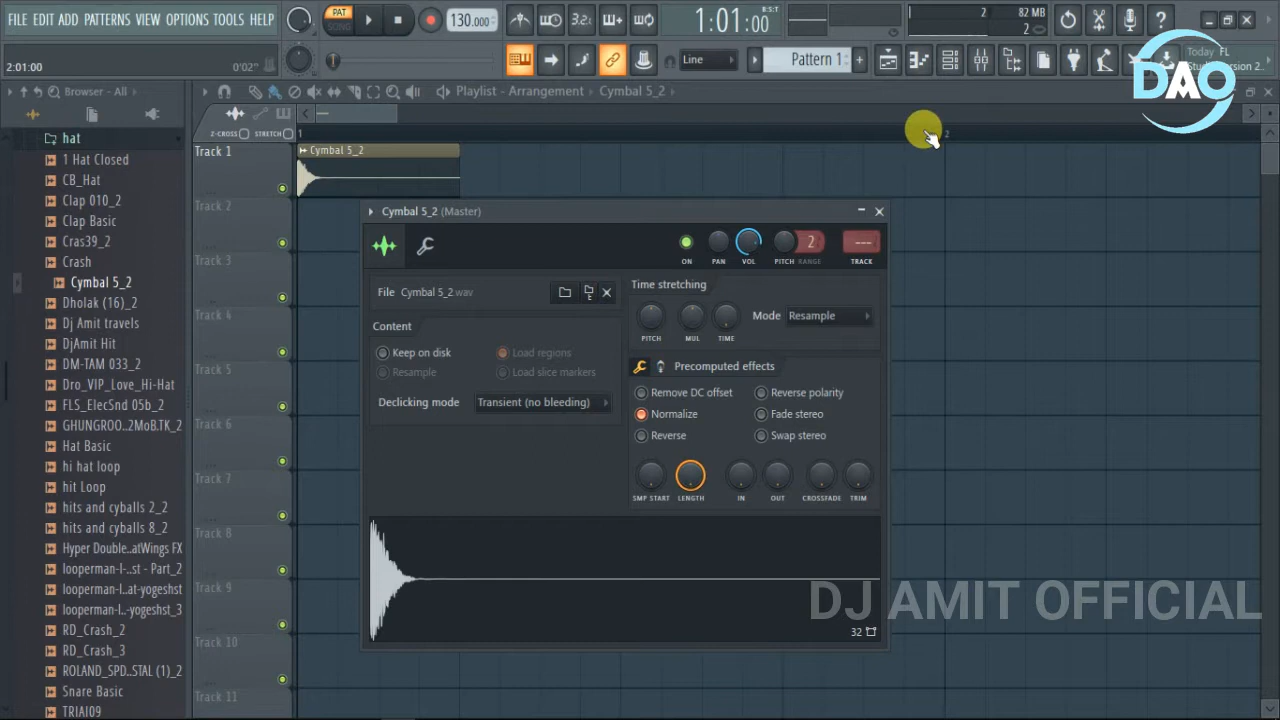 FILE EDIT PATTERNS VIEW OPTIONS TOOLS HELP
PAT
SONG
130.000
3.2
1:01:00
B:S:T
2
82 MB
2
2:01:00
0'02"
Line
Pattern 1
Today FL
Studio Version 2..
DAO
Browser - All
Playlist - Arrangement
Cymbal 5_2
Z-CROSS
STRETCH
1
2
hat
1 Hat Closed
CB_Hat
Clap 010_2
Clap Basic
Cras39_2
Crash
Cymbal 5_2
Dholak (16)_2
Dj Amit travels
DjAmit Hit
DM-TAM 033_2
Dro_VIP_Love_Hi-Hat
FLS_ElecSnd 05b_2
GHUNGROO...2MoB.TK_2
Hat Basic
hi hat loop
hit Loop
hits and cyballs 2_2
hits and cyballs 8_2
Hyper Double..atWings FX
looperman-l-..st - Part_2
looperman-l..-yogeshst
looperman-l..-yogeshst_3
RD_Crash_2
RD_Crash_3
ROLAND_SPD..STAL (1)_2
Snare Basic
TRIAI09
Track 1
Track 2
Track 3
Track 4
Track 5
Track 6
Track 7
Track 8
Track 9
Track 10
Track 11
Cymbal 5_2
Cymbal 5_2 (Master)
2
---
ON
PAN
VOL
PITCH
RANGE
TRACK
File Cymbal 5_2.wav
Content
Keep on disk
Load regions
Resample
Load slice markers
Declicking mode
Transient (no bleeding)
Time stretching
Mode
Resample
PITCH
MUL
TIME
Precomputed effects
Remove DC offset
Reverse polarity
Normalize
Fade stereo
Reverse
Swap stereo
SMP START
LENGTH
IN
OUT
CROSSFADE
TRIM
32
DJ AMIT OFFICIAL